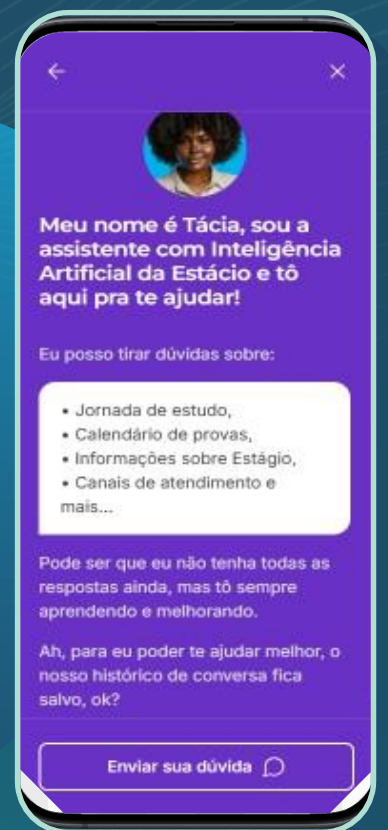 Meu nome é Tácia, sou a
assistente com Inteligência
Artificial da Estácio e tô
aqui pra te ajudar!
Eu posso tirar dúvidas sobre:
• Jornada de estudo,
• Calendário de provas,
• Informações sobre Estágio,
• Canais de atendimento e
mais...
Pode ser que eu não tenha todas as
respostas ainda, mas tô sempre
aprendendo e melhorando.
Ah, para eu poder te ajudar melhor, o
nosso histórico de conversa fica
salvo, ok?
Enviar sua dúvida